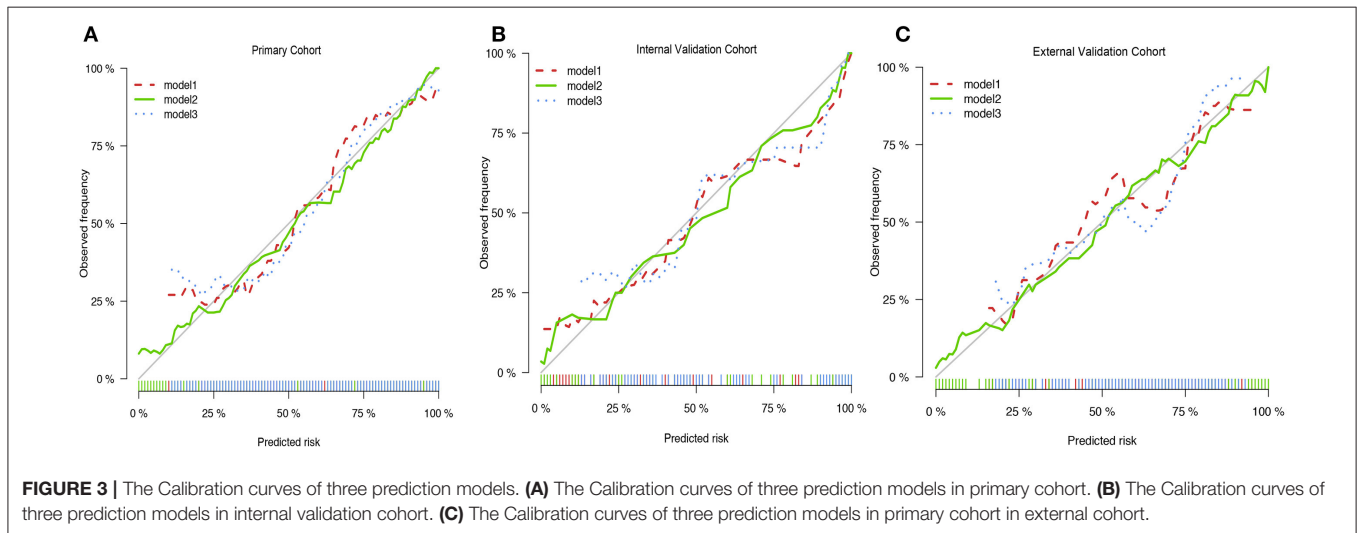 A
Primary Cohort
100 %
75 %
50 %
25 %
0 %
Observed frequency
model1
model2
model3
0 %
25 %
50 %
75 %
100 %
Predicted risk
B
Internal Validation Cohort
100 %
75 %
50 %
25 %
0 %
Observed frequency
model1
model2
model3
0 %
25 %
50 %
75 %
100 %
Predicted risk
C
External Validation Cohort
100 %
75 %
50 %
25 %
0 %
Observed frequency
model1
model2
model3
0 %
25 %
50 %
75 %
100 %
Predicted risk
FIGURE 3 | The Calibration curves of three prediction models. (A) The Calibration curves of three prediction models in primary cohort. (B) The Calibration curves of
three prediction models in internal validation cohort. (C) The Calibration curves of three prediction models in primary cohort in external cohort.